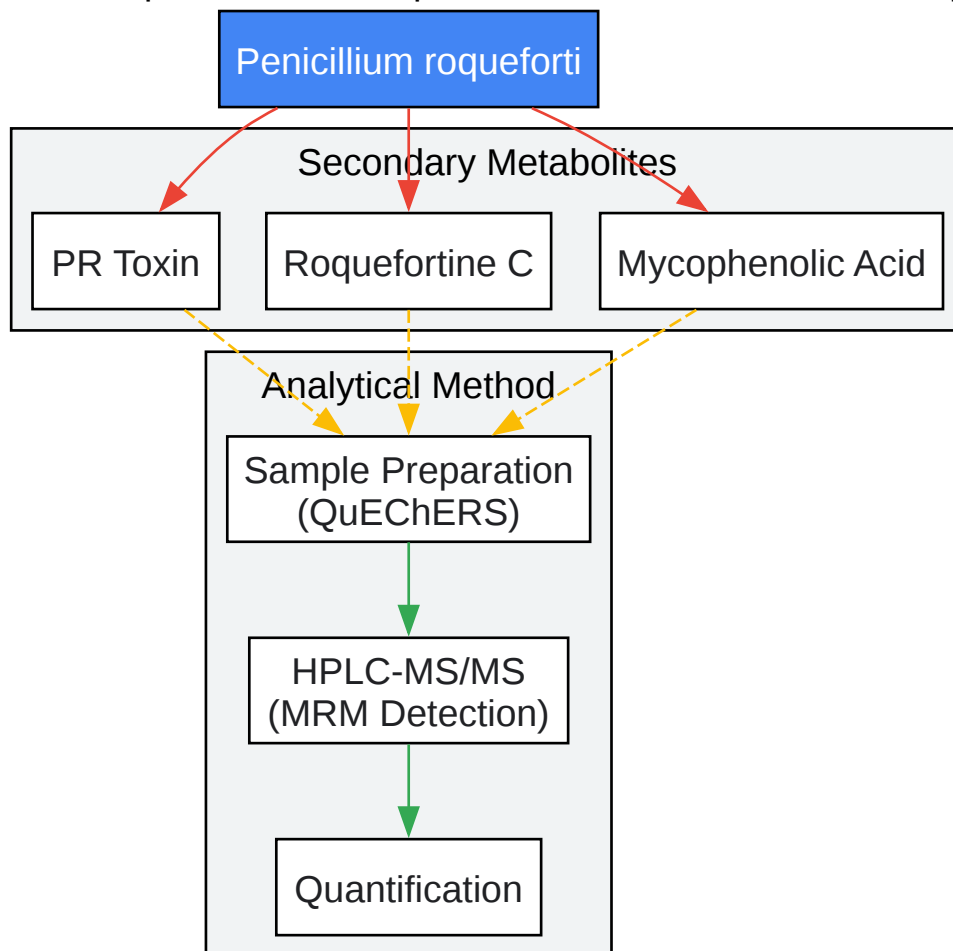 Penicillium roqueforti
Secondary Metabolites
PR Toxin
Roquefortine C
Mycophenolic Acid
Analytical Method
Sample Preparation
(QuEChERS)
HPLC-MS/MS
(MRM Detection)
Quantification